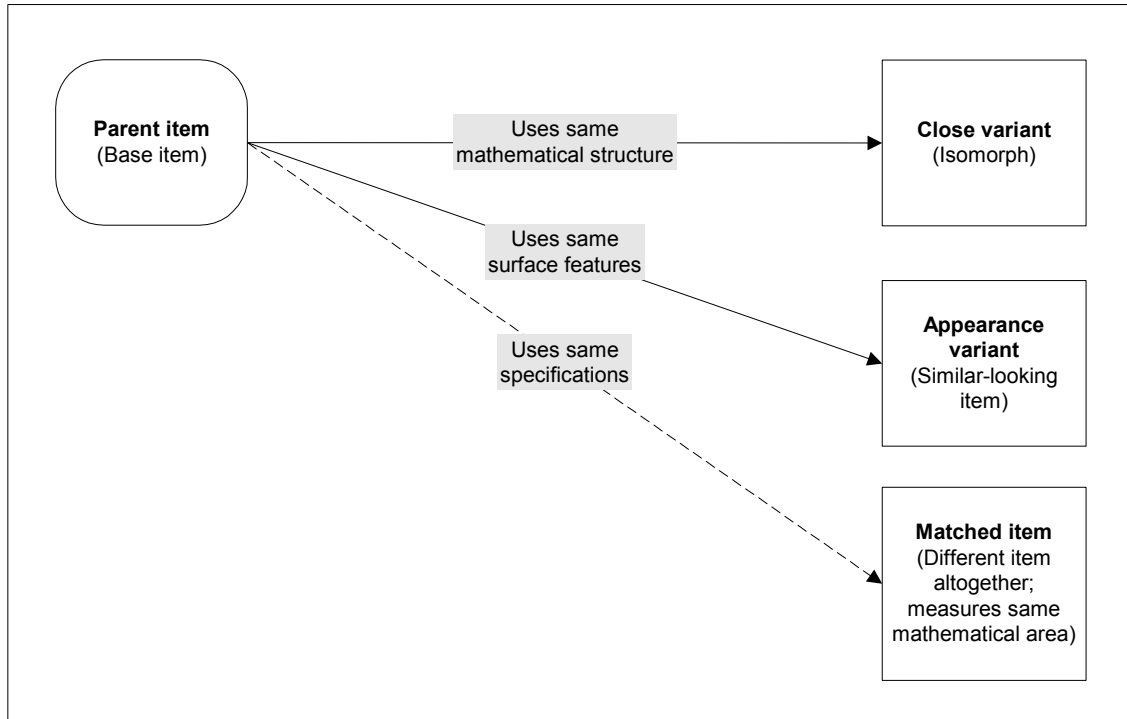 Parent item
(Base item)
Uses same
mathematical structure
Close variant
(Isomorph)
Uses same
surface features
Appearance
variant
(Similar-looking
item)
Uses same
specifications
Matched item
(Different item
altogether;
measures same
mathematical area)